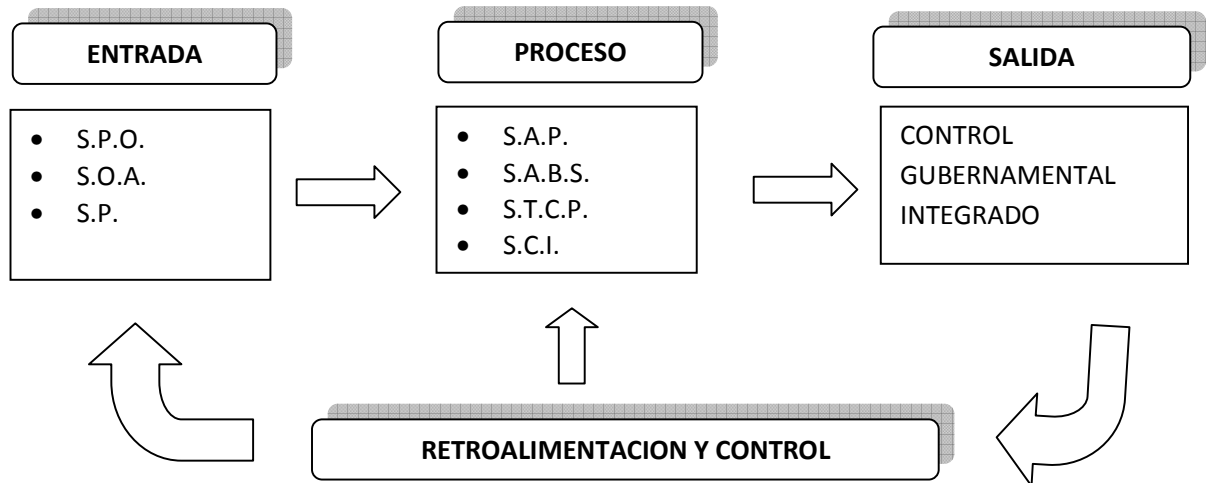 ENTRADA
PROCESO
SALIDA
• S.P.O.
• S.O.A.
• S.P.
• S.A.P.
• S.A.B.S.
• S.T.C.P.
• S.C.I.
CONTROL
GUBERNAMENTAL
INTEGRADO
RETROALIMENTACION Y CONTROL